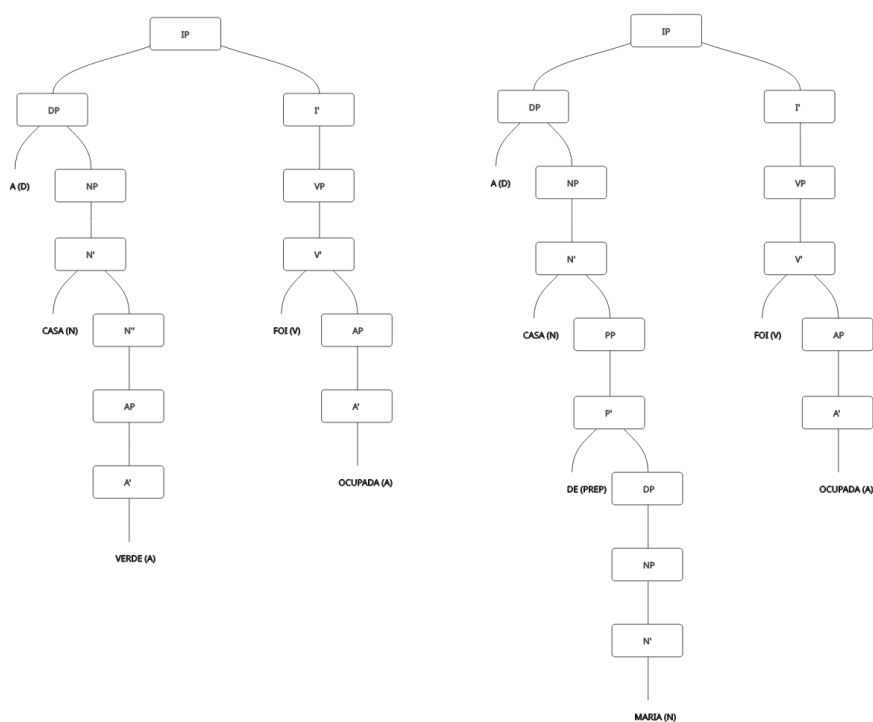 IP
DP
I'
A (D)
NP
VP
N'
V'
CASA (N)
N''
FOI (V)
AP
AP
A'
A'
OCUPADA (A)
VERDE (A)
IP
DP
I'
A (D)
NP
VP
N'
V'
CASA (N)
PP
FOI (V)
AP
P'
A'
DE (PREP)
DP
OCUPADA (A)
NP
N'
MARIA (N)